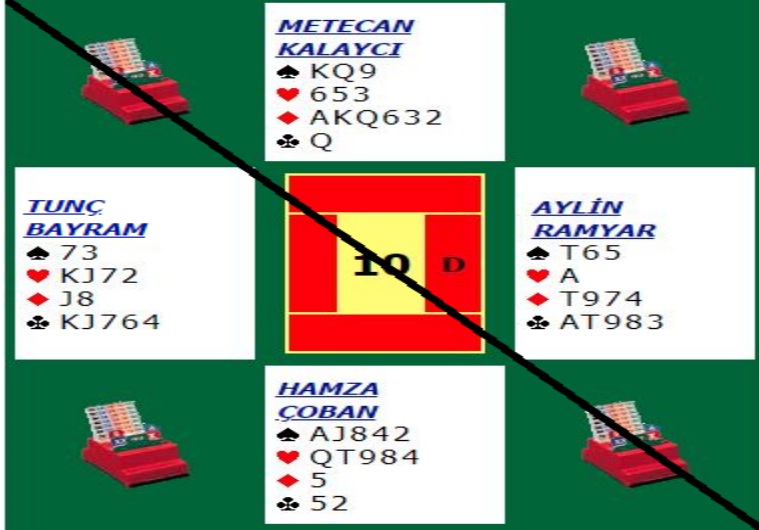 METECAN
KALAYCI
♠ KQ9
♥ 653
♦ AKQ632
♣ Q
TUNÇ
BAYRAM
♠ 73
♥ KJ72
♦ J8
♣ KJ764
10
D
AYLİN
RAMYAR
♠ T65
♥ A
♦ T974
♣ AT983
HAMZA
ÇOBAN
♠ AJ842
♥ QT984
♦ 5
♣ 52